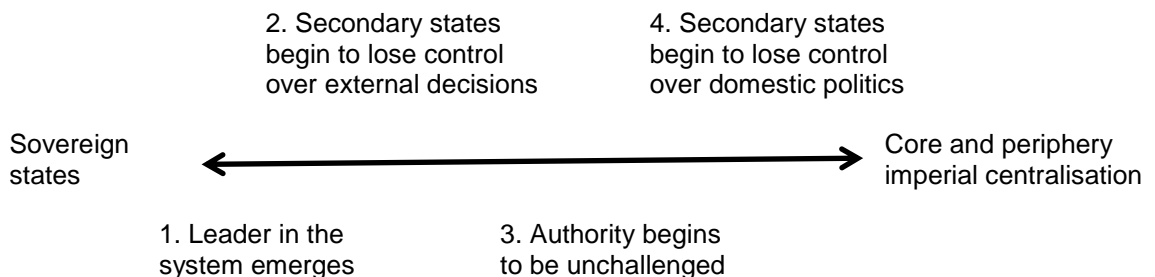 2. Secondary states
begin to lose control
over external decisions
4. Secondary states
begin to lose control
over domestic politics
Sovereign
states
Core and periphery
imperial centralisation
1. Leader in the
system emerges
3. Authority begins
to be unchallenged